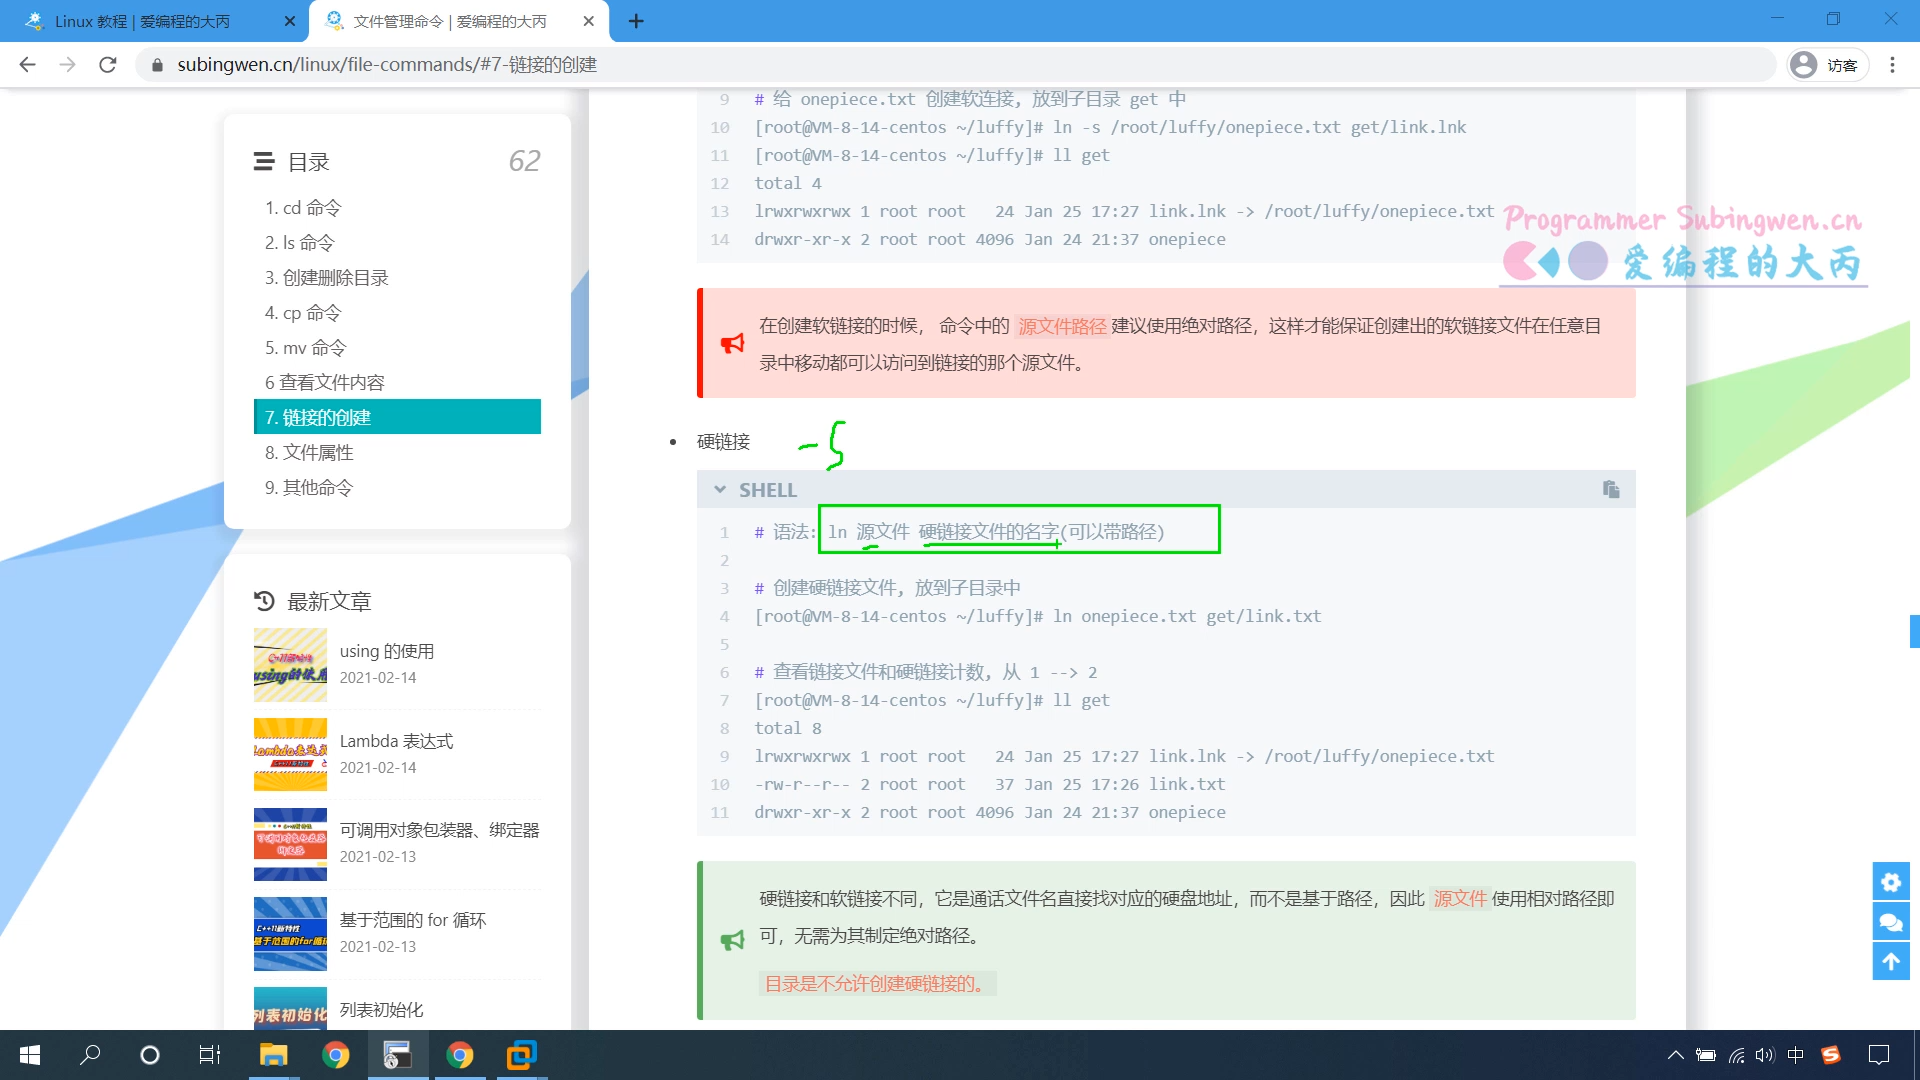 Linux 教程 | 爱编程的大丙
文件管理命令 | 爱编程的大丙
subingwen.cn/linux/file-commands/#7-链接的创建
访客
目录
62
1. cd 命令
2. ls 命令
3. 创建删除目录
4. cp 命令
5. mv 命令
6 查看文件内容
7. 链接的创建
8. 文件属性
9. 其他命令
最新文章
using 的使用
2021-02-14
Lambda 表达式
2021-02-14
可调用对象包装器、绑定器
2021-02-13
基于范围的 for 循环
2021-02-13
列表初始化
9 # 给 onepiece.txt 创建软连接, 放到子目录 get 中
10 [root@VM-8-14-centos ~/luffy]# ln -s /root/luffy/onepiece.txt get/link.lnk
11 [root@VM-8-14-centos ~/luffy]# ll get
12 total 4
13 lrwxrwxrwx 1 root root   24 Jan 25 17:27 link.lnk -> /root/luffy/onepiece.txt
14 drwxr-xr-x 2 root root 4096 Jan 24 21:37 onepiece
Programmer Subingwen.cn
爱编程的大丙
在创建软链接的时候， 命令中的 源文件路径 建议使用绝对路径，这样才能保证创建出的软链接文件在任意目
录中移动都可以访问到链接的那个源文件。
硬链接
-s
SHELL
1 # 语法: ln 源文件 硬链接文件的名字(可以带路径)
2
3 # 创建硬链接文件, 放到子目录中
4 [root@VM-8-14-centos ~/luffy]# ln onepiece.txt get/link.txt
5
6 # 查看链接文件和硬链接计数, 从 1 --> 2
7 [root@VM-8-14-centos ~/luffy]# ll get
8 total 8
9 lrwxrwxrwx 1 root root   24 Jan 25 17:27 link.lnk -> /root/luffy/onepiece.txt
10 -rw-r--r-- 2 root root   37 Jan 25 17:26 link.txt
11 drwxr-xr-x 2 root root 4096 Jan 24 21:37 onepiece
硬链接和软链接不同，它是通话文件名直接找对应的硬盘地址，而不是基于路径，因此 源文件 使用相对路径即
可，无需为其制定绝对路径。
目录是不允许创建硬链接的。
中